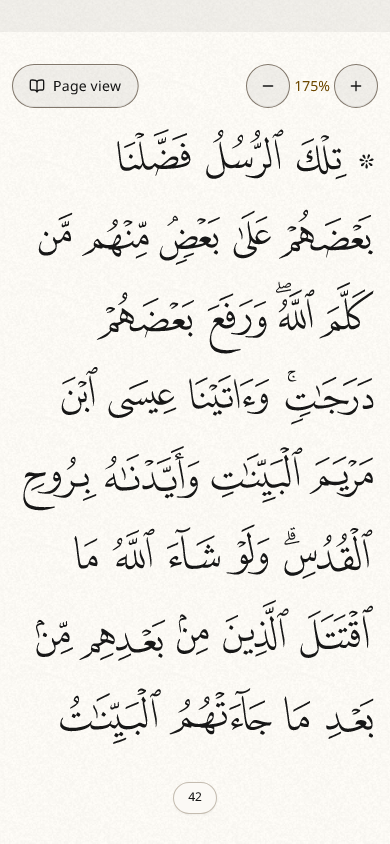 Page view − 175% +
۞ تِلۡكَ ٱلرُّسُلُ فَضَّلۡنَا
بَعۡضَهُمۡ عَلَىٰ بَعۡضٖۘ مِّنۡهُم مَّن
كَلَّمَ ٱللَّهُۖ وَرَفَعَ بَعۡضَهُمۡ
دَرَجَٰتٖۚ وَءَاتَيۡنَا عِيسَى ٱبۡنَ
مَرۡيَمَ ٱلۡبَيِّنَٰتِ وَأَيَّدۡنَٰهُ بِرُوحِ
ٱلۡقُدُسِۗ وَلَوۡ شَآءَ ٱللَّهُ مَا
ٱقۡتَتَلَ ٱلَّذِينَ مِنۢ بَعۡدِهِم مِّنۢ
بَعۡدِ مَا جَآءَتۡهُمُ ٱلۡبَيِّنَٰتُ
42